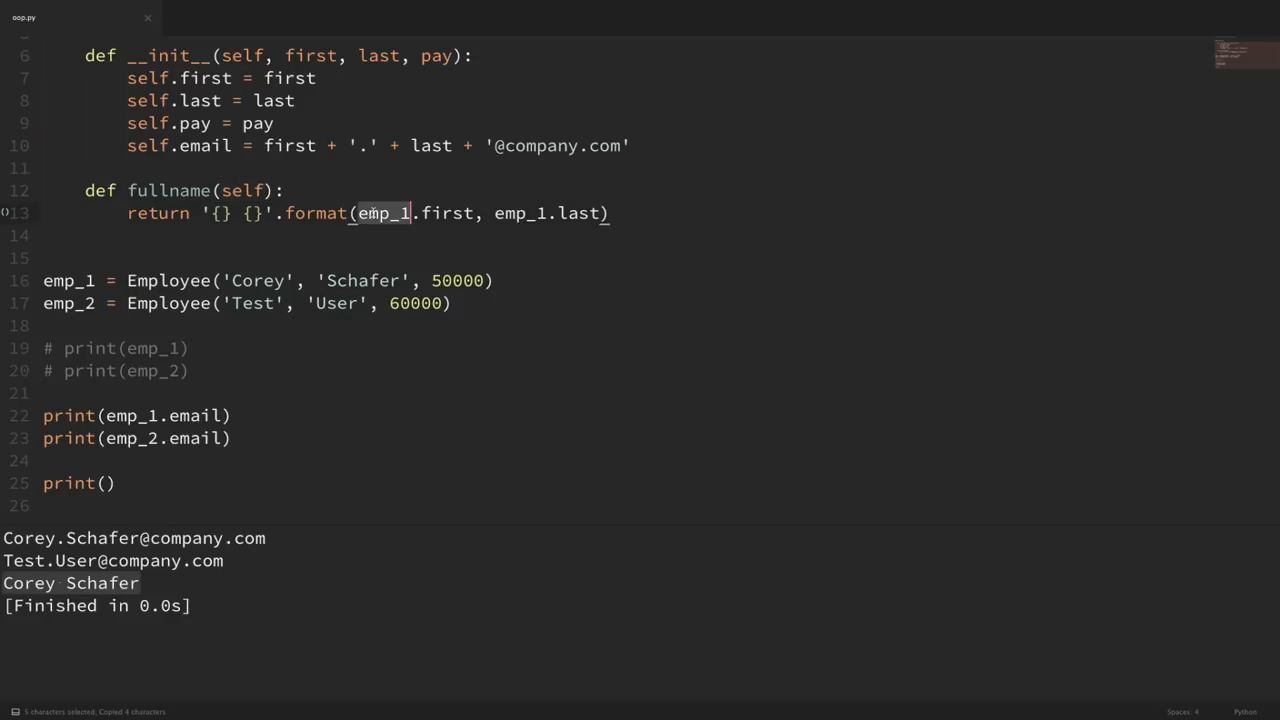 oop.py ×
6 def __init__(self, first, last, pay):
7 self.first = first
8 self.last = last
9 self.pay = pay
10 self.email = first + '.' + last + '@company.com'
11
12 def fullname(self):
13 return '{} {}'.format(emp_1.first, emp_1.last)
14
15
16 emp_1 = Employee('Corey', 'Schafer', 50000)
17 emp_2 = Employee('Test', 'User', 60000)
18
19 # print(emp_1)
20 # print(emp_2)
21
22 print(emp_1.email)
23 print(emp_2.email)
24
25 print()
26
Corey.Schafer@company.com
Test.User@company.com
Corey Schafer
[Finished in 0.0s]
5 characters selected; Copied 4 characters Spaces: 4 Python